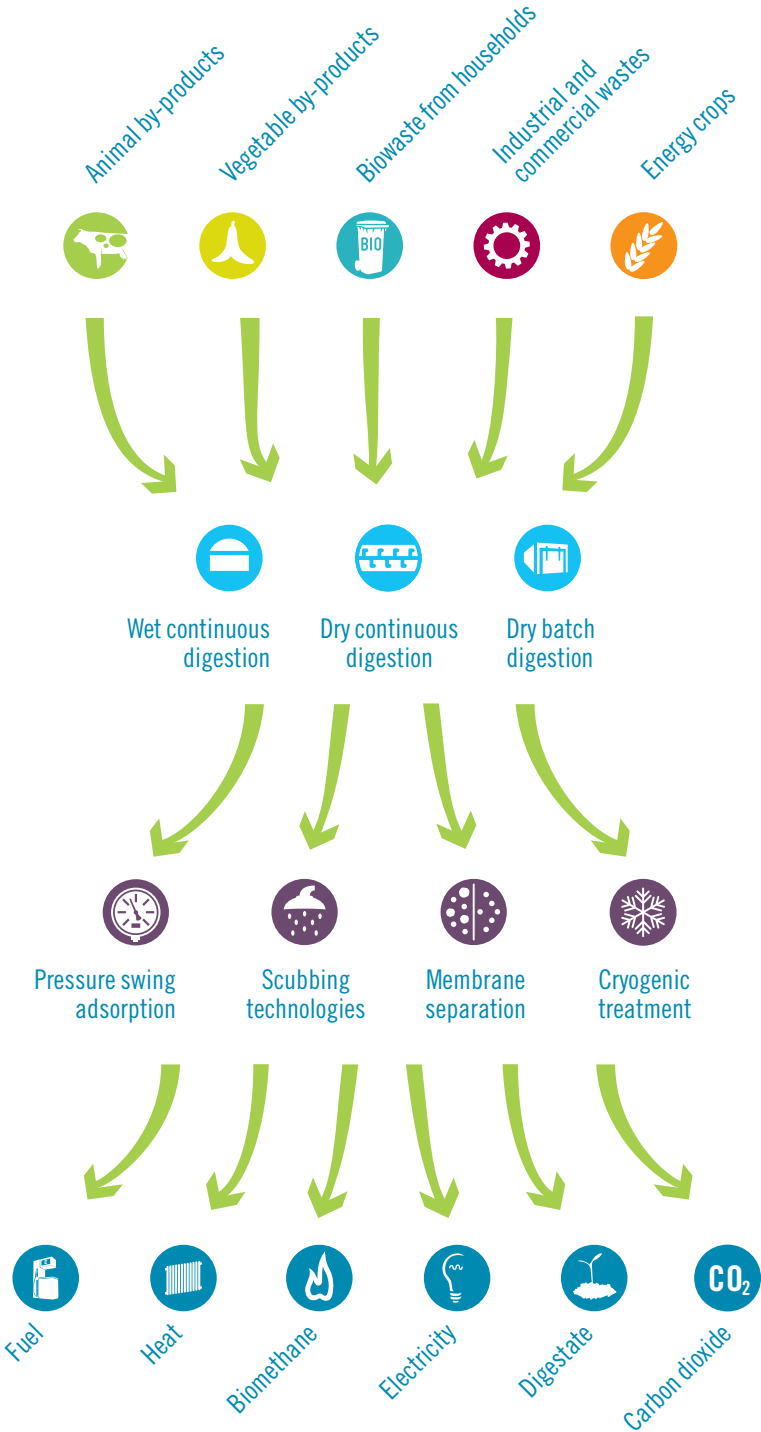 Animal by-products
Vegetable by-products
Biowaste from households
Industrial and
commercial wastes
Energy crops
BIO
Wet continuous
digestion
Dry continuous
digestion
Dry batch
digestion
Pressure swing
adsorption
Scubbing
technologies
Membrane
separation
Cryogenic
treatment
CO₂
Fuel
Heat
Biomethane
Electricity
Digestate
Carbon dioxide